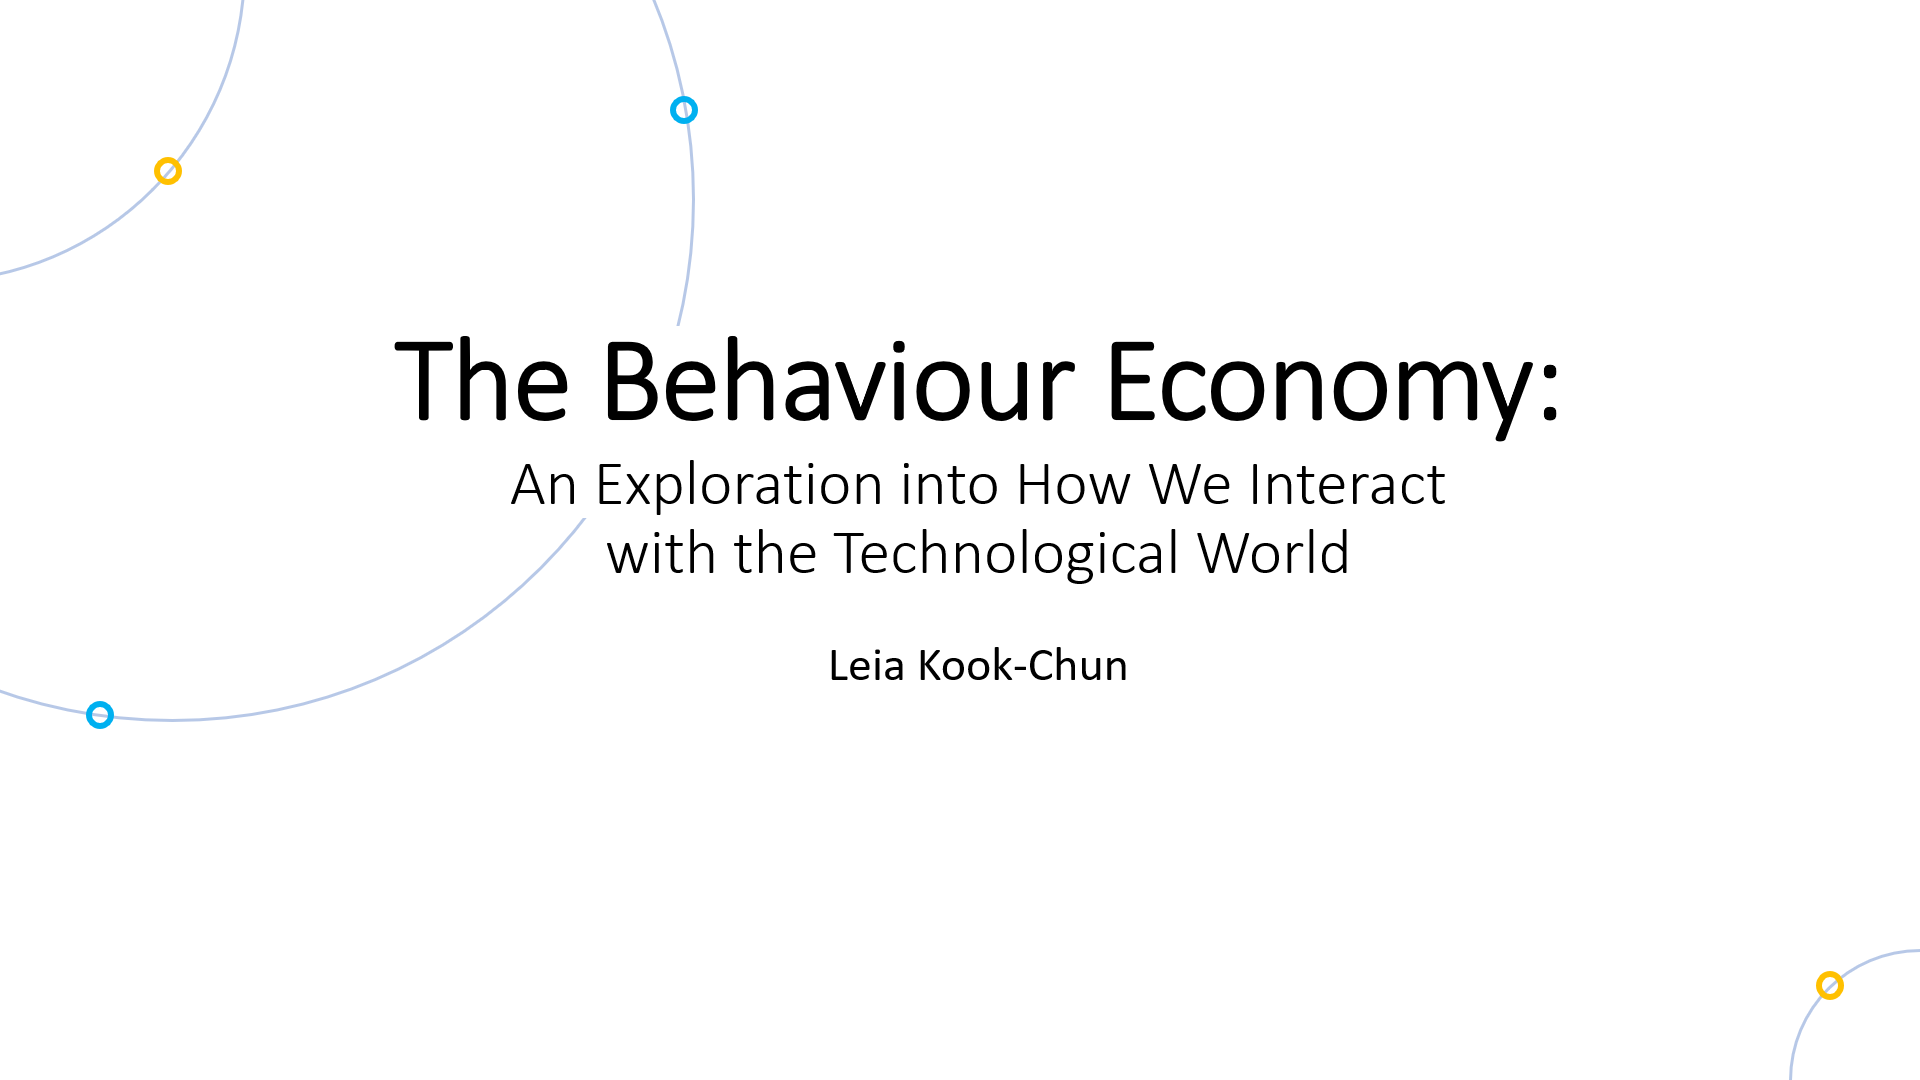 The Behaviour Economy:
An Exploration into How We Interact
with the Technological World
Leia Kook-Chun